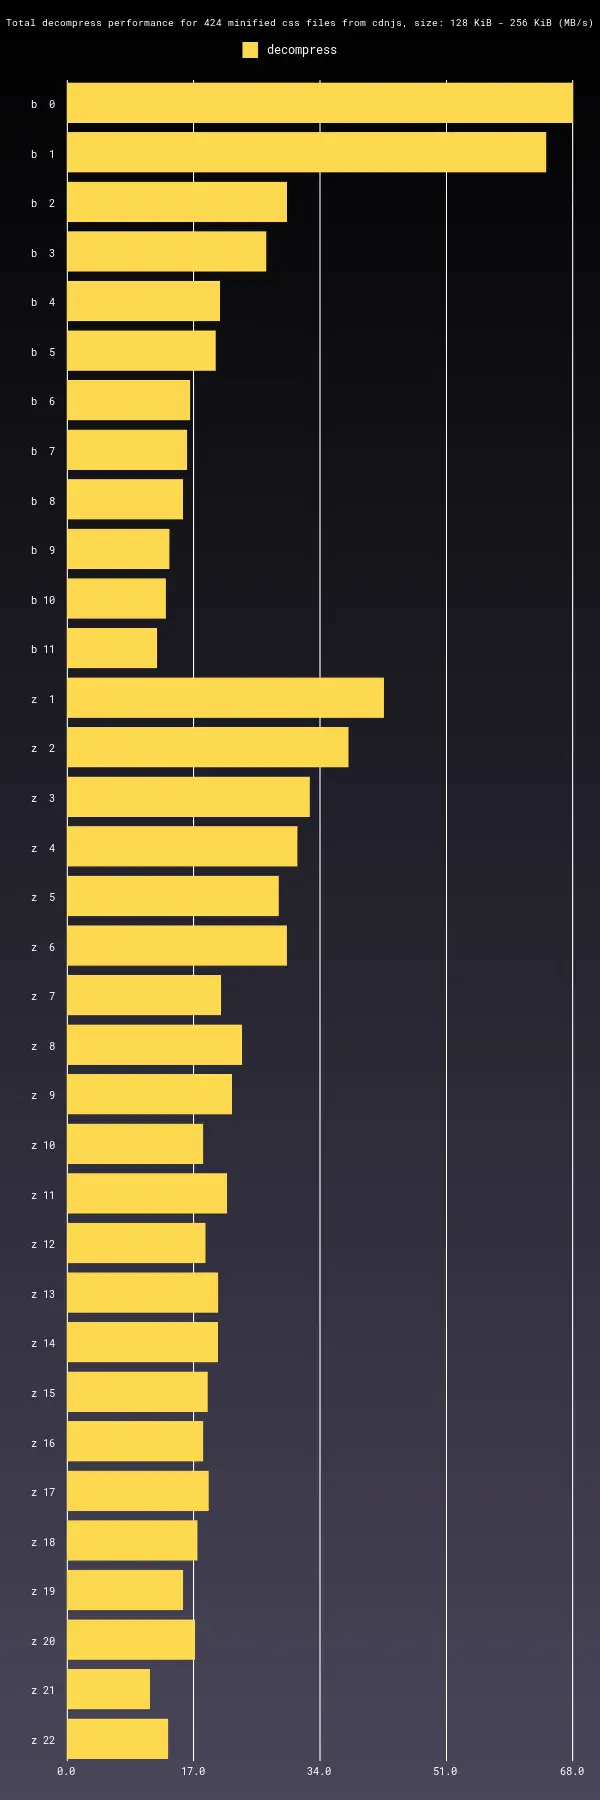 Total decompress performance for 424 minified css files from cdnjs, size: 128 KiB - 256 KiB (MB/s)
decompress
b 0
b 1
b 2
b 3
b 4
b 5
b 6
b 7
b 8
b 9
b 10
b 11
z 1
z 2
z 3
z 4
z 5
z 6
z 7
z 8
z 9
z 10
z 11
z 12
z 13
z 14
z 15
z 16
z 17
z 18
z 19
z 20
z 21
z 22
0.0 17.0 34.0 51.0 68.0